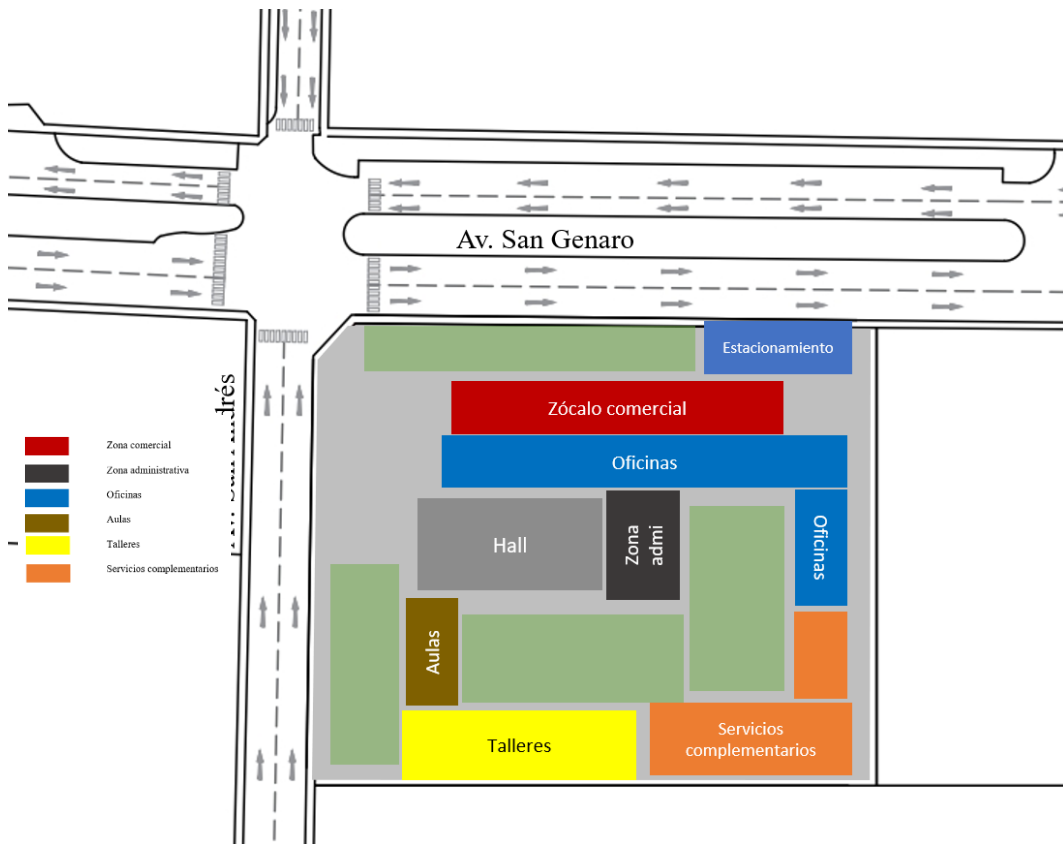 Av. San Genaro
Estacionamiento
Zócalo comercial
Oficinas
Hall
Zona
admi
Oficinas
Aulas
Talleres
Servicios
complementarios
Zona comercial
Zona administrativa
Oficinas
Aulas
Talleres
Servicios complementarios